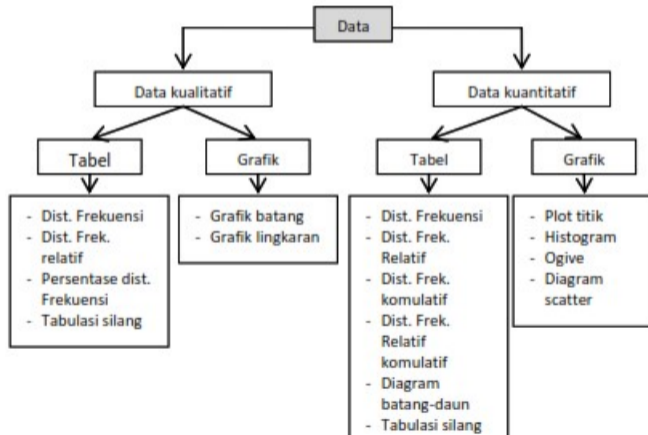 Data
Data kualitatif
Data kuantitatif
Tabel
Grafik
Tabel
Grafik
- Dist. Frekuensi
- Dist. Frek.
relatif
- Persentase dist.
Frekuensi
- Tabulasi silang
- Grafik batang
- Grafik lingkaran
- Dist. Frekuensi
- Dist. Frek.
Relatif
- Dist. Frek.
komulatif
- Dist. Frek.
Relatif
komulatif
- Diagram
batang-daun
- Tabulasi silang
- Plot titik
- Histogram
- Ogive
- Diagram
scatter